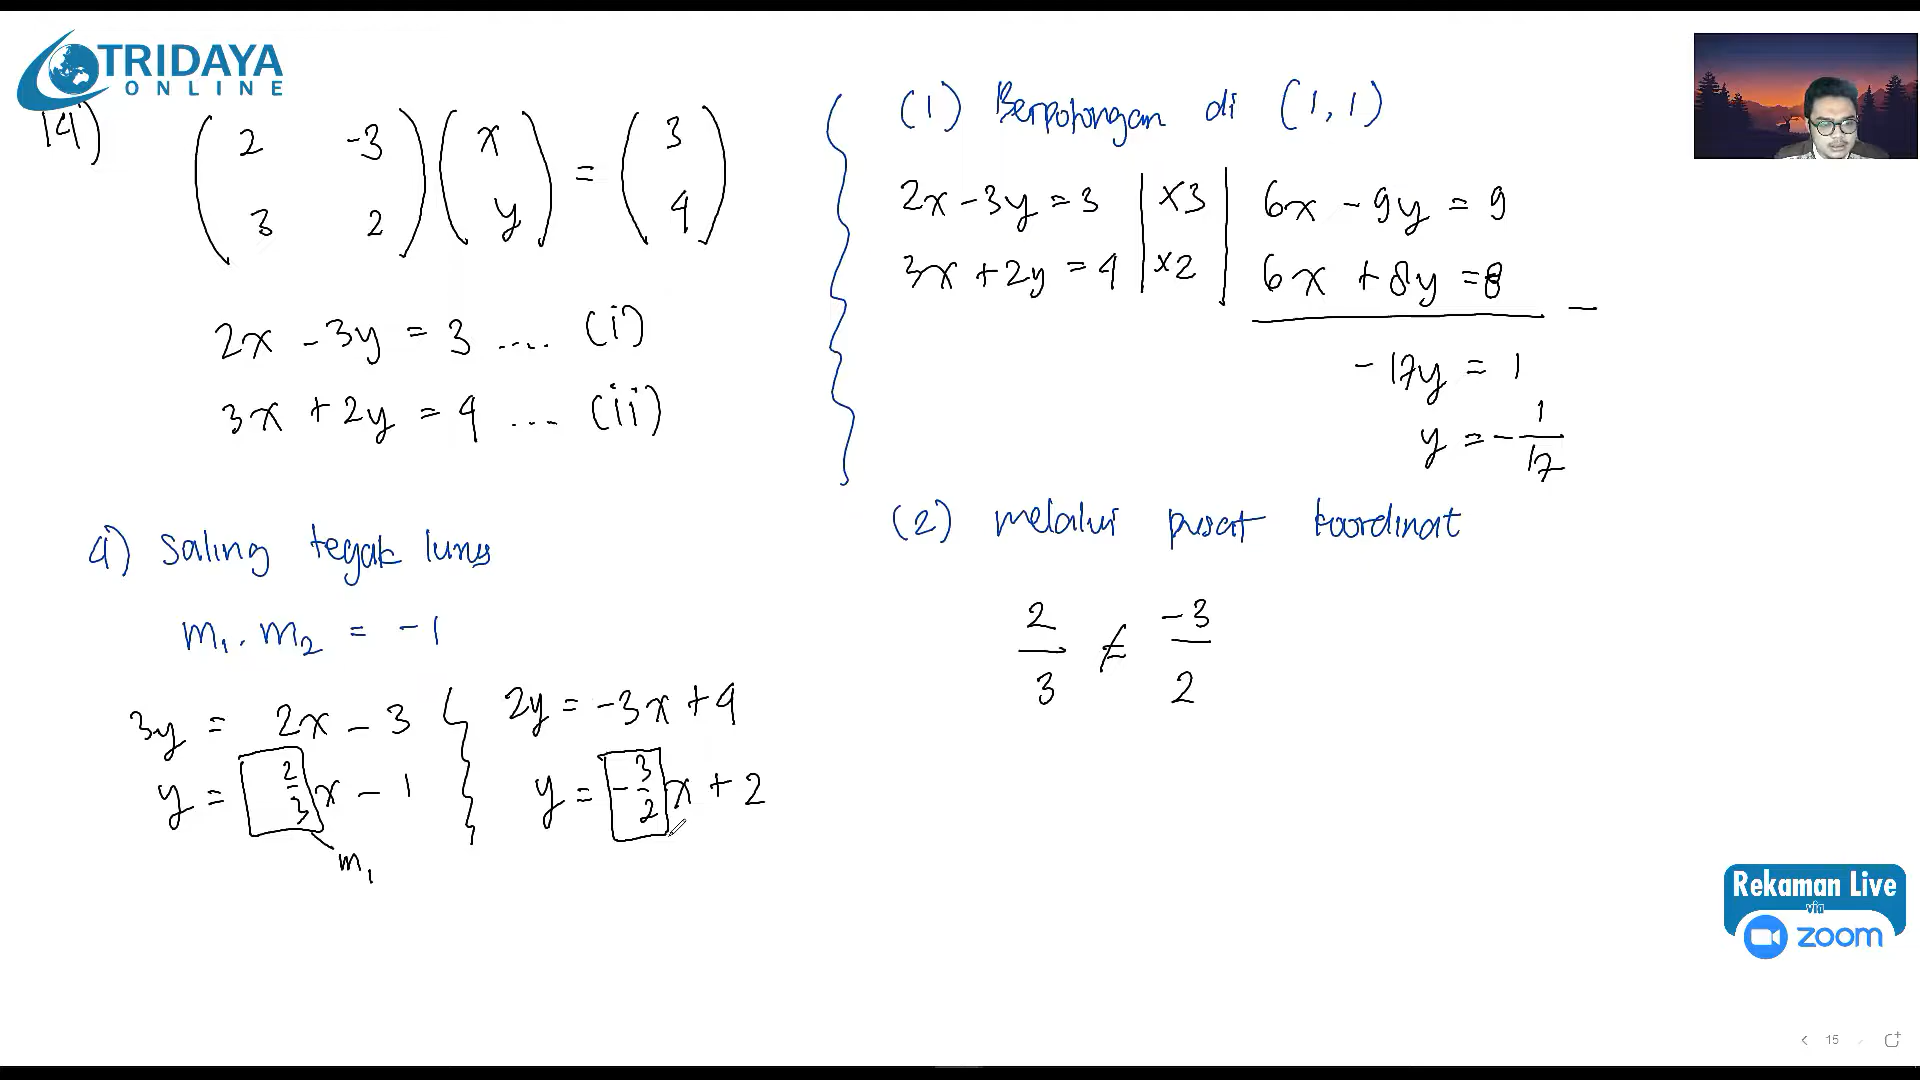 TRIDAYA
ONLINE
14)
( 2 -3 ) ( x ) = ( 3 )
( 3 2 ) ( y ) ( 4 )
2x - 3y = 3 .... (i)
3x + 2y = 4 ... (ii)
4) saling tegak lurus
m₁ . m₂ = -1
3y = 2x - 3
y = 2/3 x - 1
m₁
2y = -3x + 4
y = -3/2 x + 2
(1) Berpotongan di (1, 1)
2x - 3y = 3 | x3 | 6x - 9y = 9
3x + 2y = 4 | x2 | 6x + 8y = 8 -
-17y = 1
y = - 1/17
(2) melalui pusat koordinat
2/3 ≠ -3/2
Rekaman Live
via
zoom
15